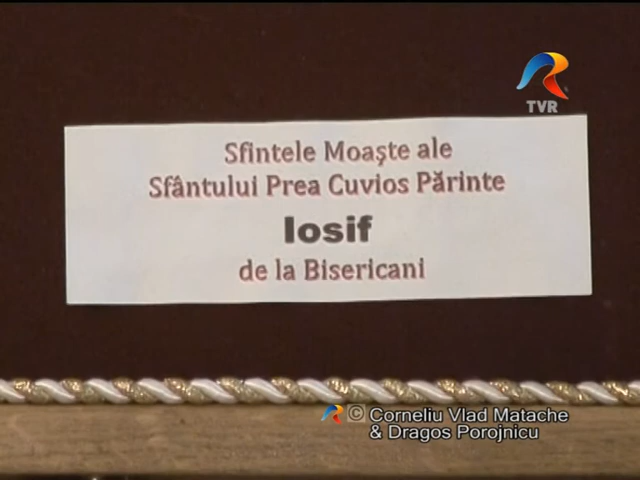 TVR
Sfintele Moaşte ale
Sfântului Prea Cuvios Părinte
Iosif
de la Bisericani
© Corneliu Vlad Matache
& Dragos Porojnicu